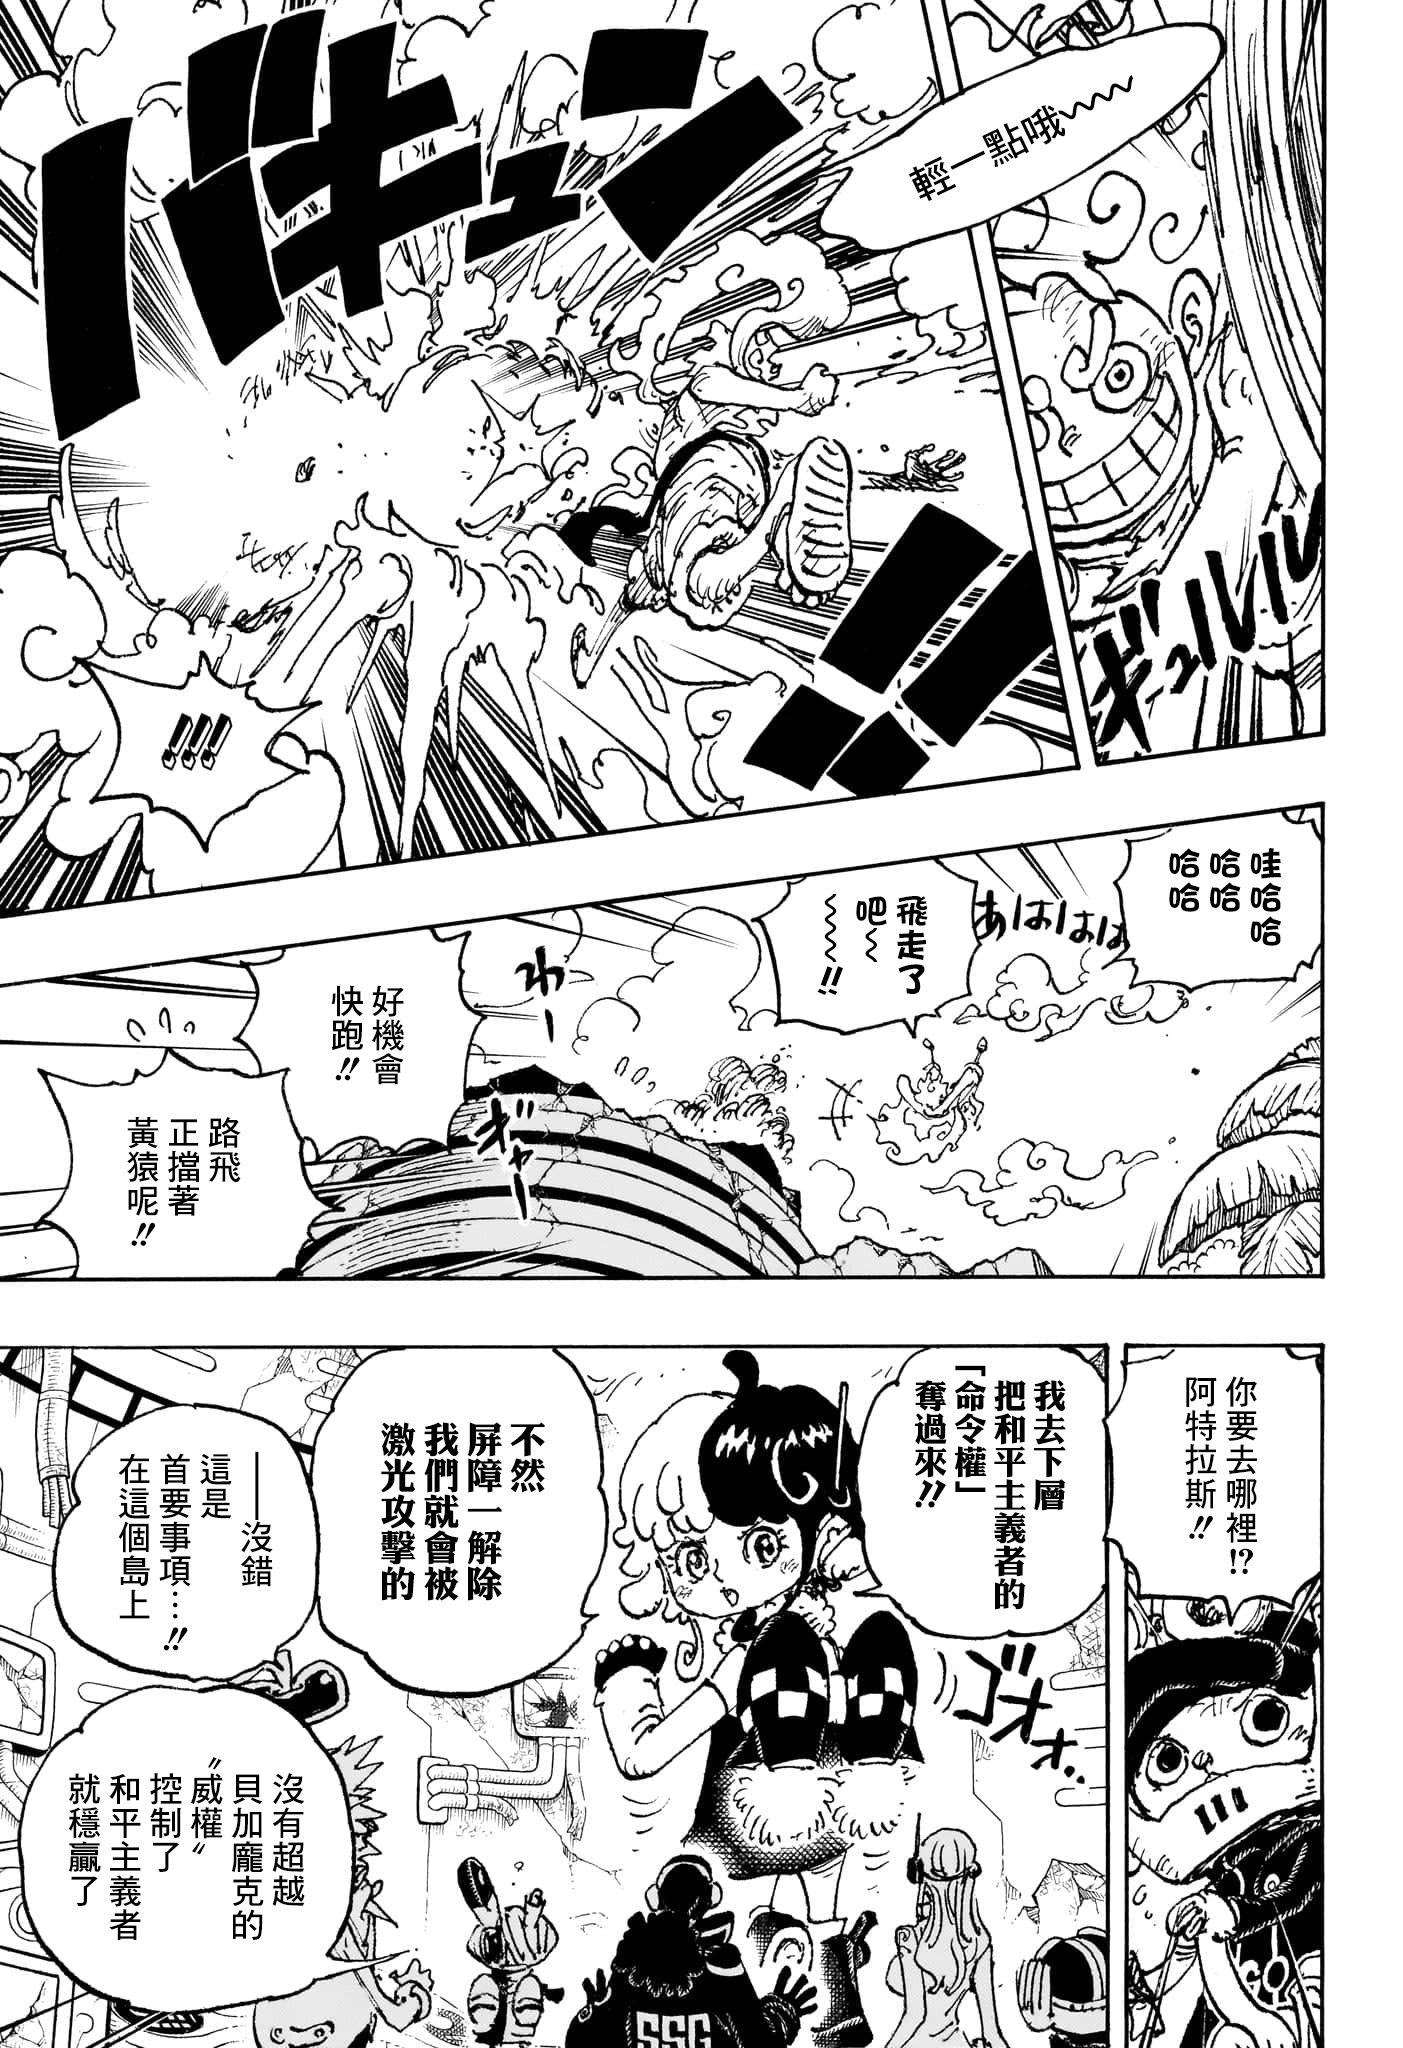 輕一點哦~~~
ギュルルル
バキュン!!
!!!
哇哈哈哈
哈哈
哈哈
あはははは
飛走了
吧~
~~~~!!
わー
ギャー
好機會
快跑!!
路飛
正擋著
黃猿呢!!
你要去哪裡!?
阿特拉斯!!
我去下層
把和平主義者的
「命令權」
奪過來!!
ゴオオオ...
不然
屏障一解除
我們就會被
激光攻擊的
——沒錯
這是
首要事項…!!
在這個島上
沒有超越
貝加龐克的
〝威權〞
控制了
和平主義者
就穩贏了
SSG